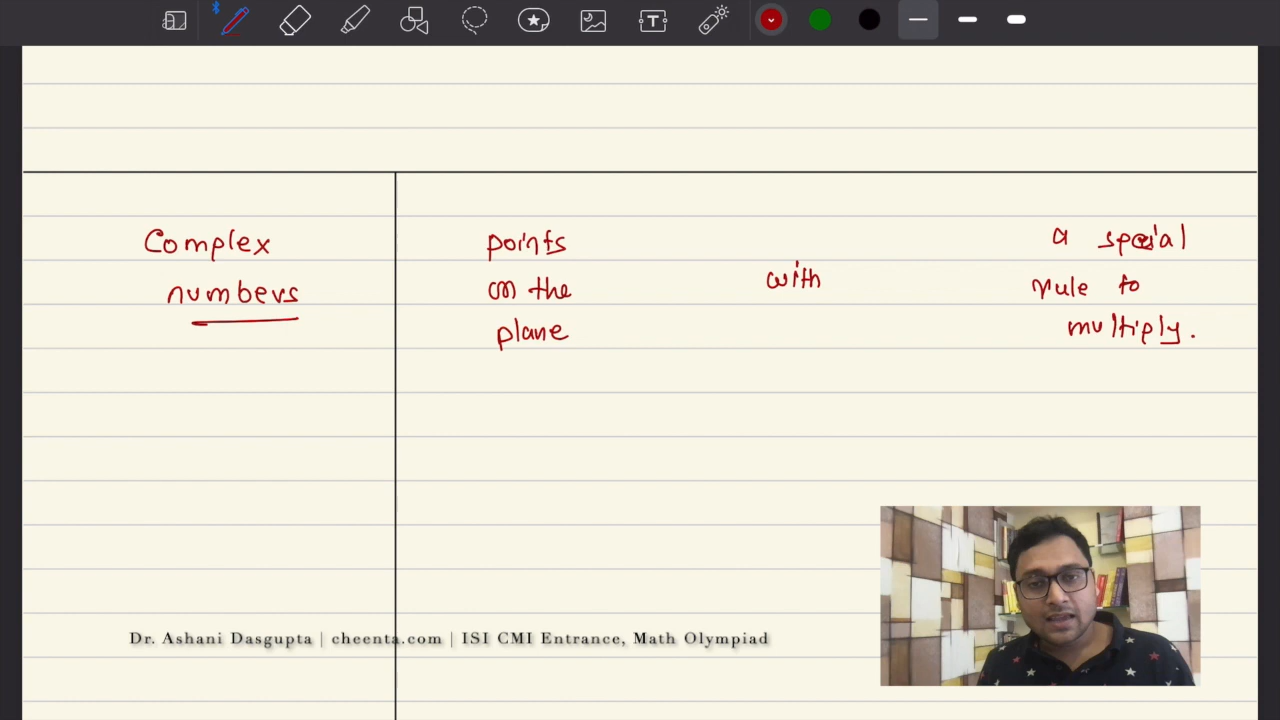 Complex
numbers
points
on the
plane
with
a special
rule to
multiply.
Dr. Ashani Dasgupta | cheenta.com | ISI CMI Entrance, Math Olympiad